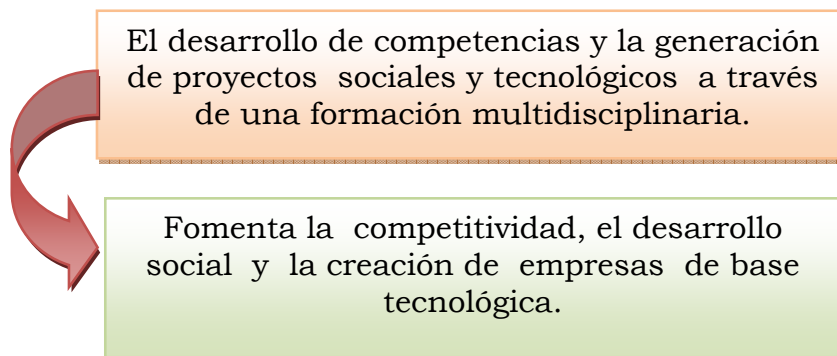 El desarrollo de competencias y la generación
de proyectos sociales y tecnológicos a través
de una formación multidisciplinaria.
Fomenta la competitividad, el desarrollo
social y la creación de empresas de base
tecnológica.